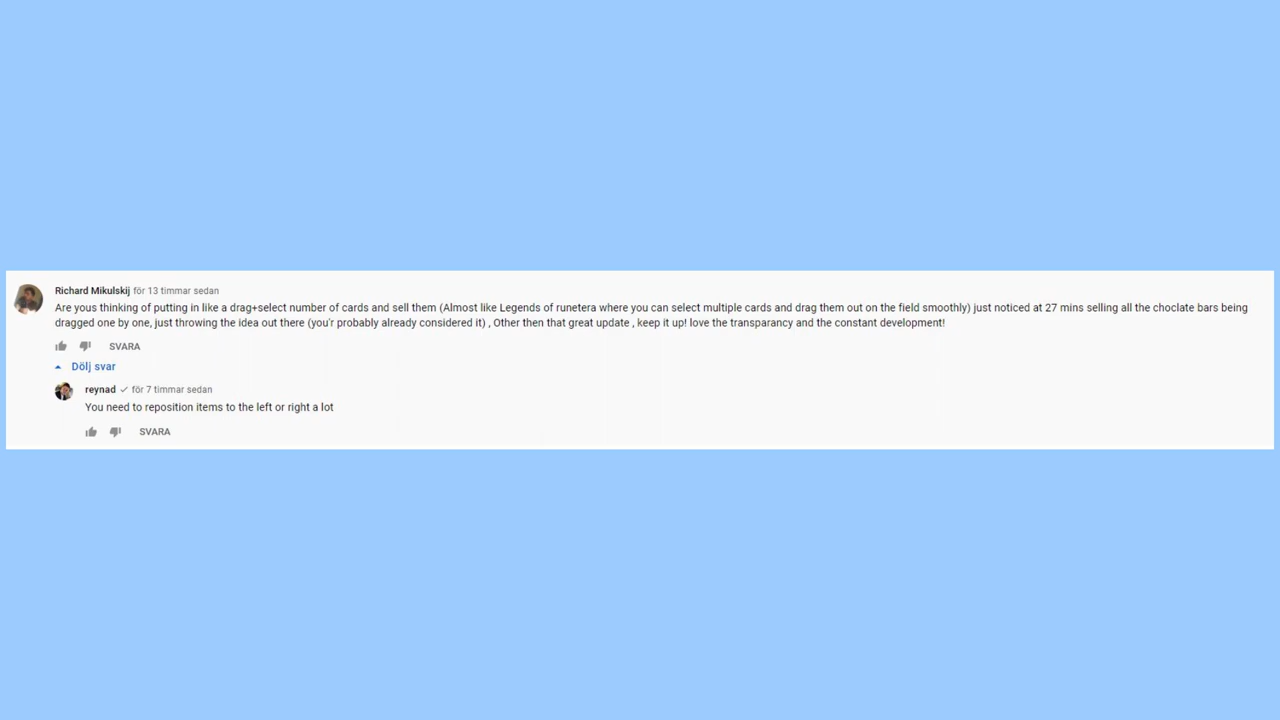 Richard Mikulskij för 13 timmar sedan
Are yous thinking of putting in like a drag+select number of cards and sell them (Almost like Legends of runetera where you can select multiple cards and drag them out on the field smoothly) just noticed at 27 mins selling all the choclate bars being
dragged one by one, just throwing the idea out there (you'r probably already considered it) , Other then that great update , keep it up! love the transparancy and the constant development!
SVARA
Dölj svar
reynad för 7 timmar sedan
You need to reposition items to the left or right a lot
SVARA